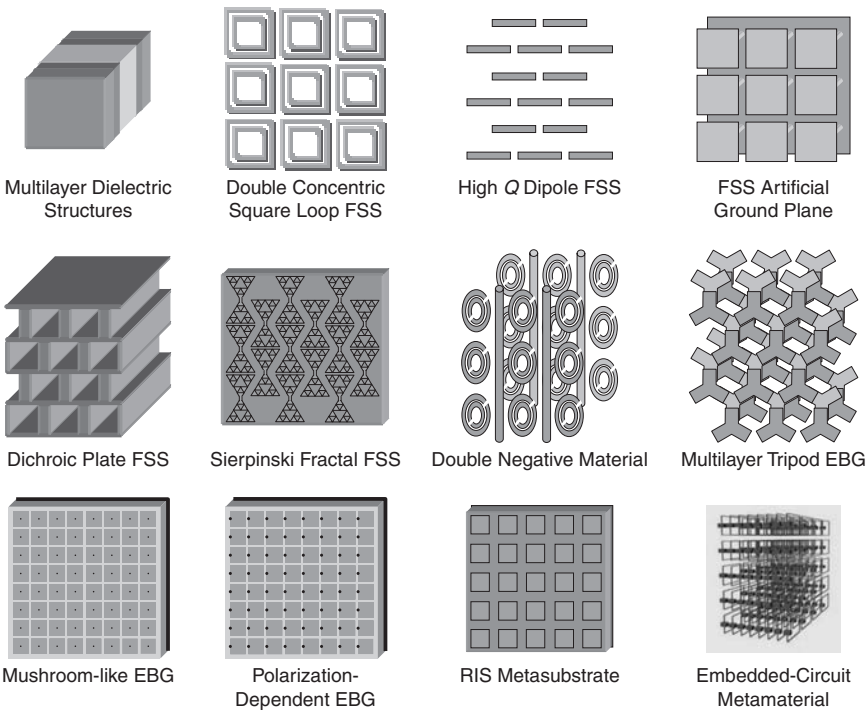 Multilayer Dielectric
Structures
Double Concentric
Square Loop FSS
High Q Dipole FSS
FSS Artificial
Ground Plane
Dichroic Plate FSS
Sierpinski Fractal FSS
Double Negative Material
Multilayer Tripod EBG
Mushroom-like EBG
Polarization-
Dependent EBG
RIS Metasubstrate
Embedded-Circuit
Metamaterial